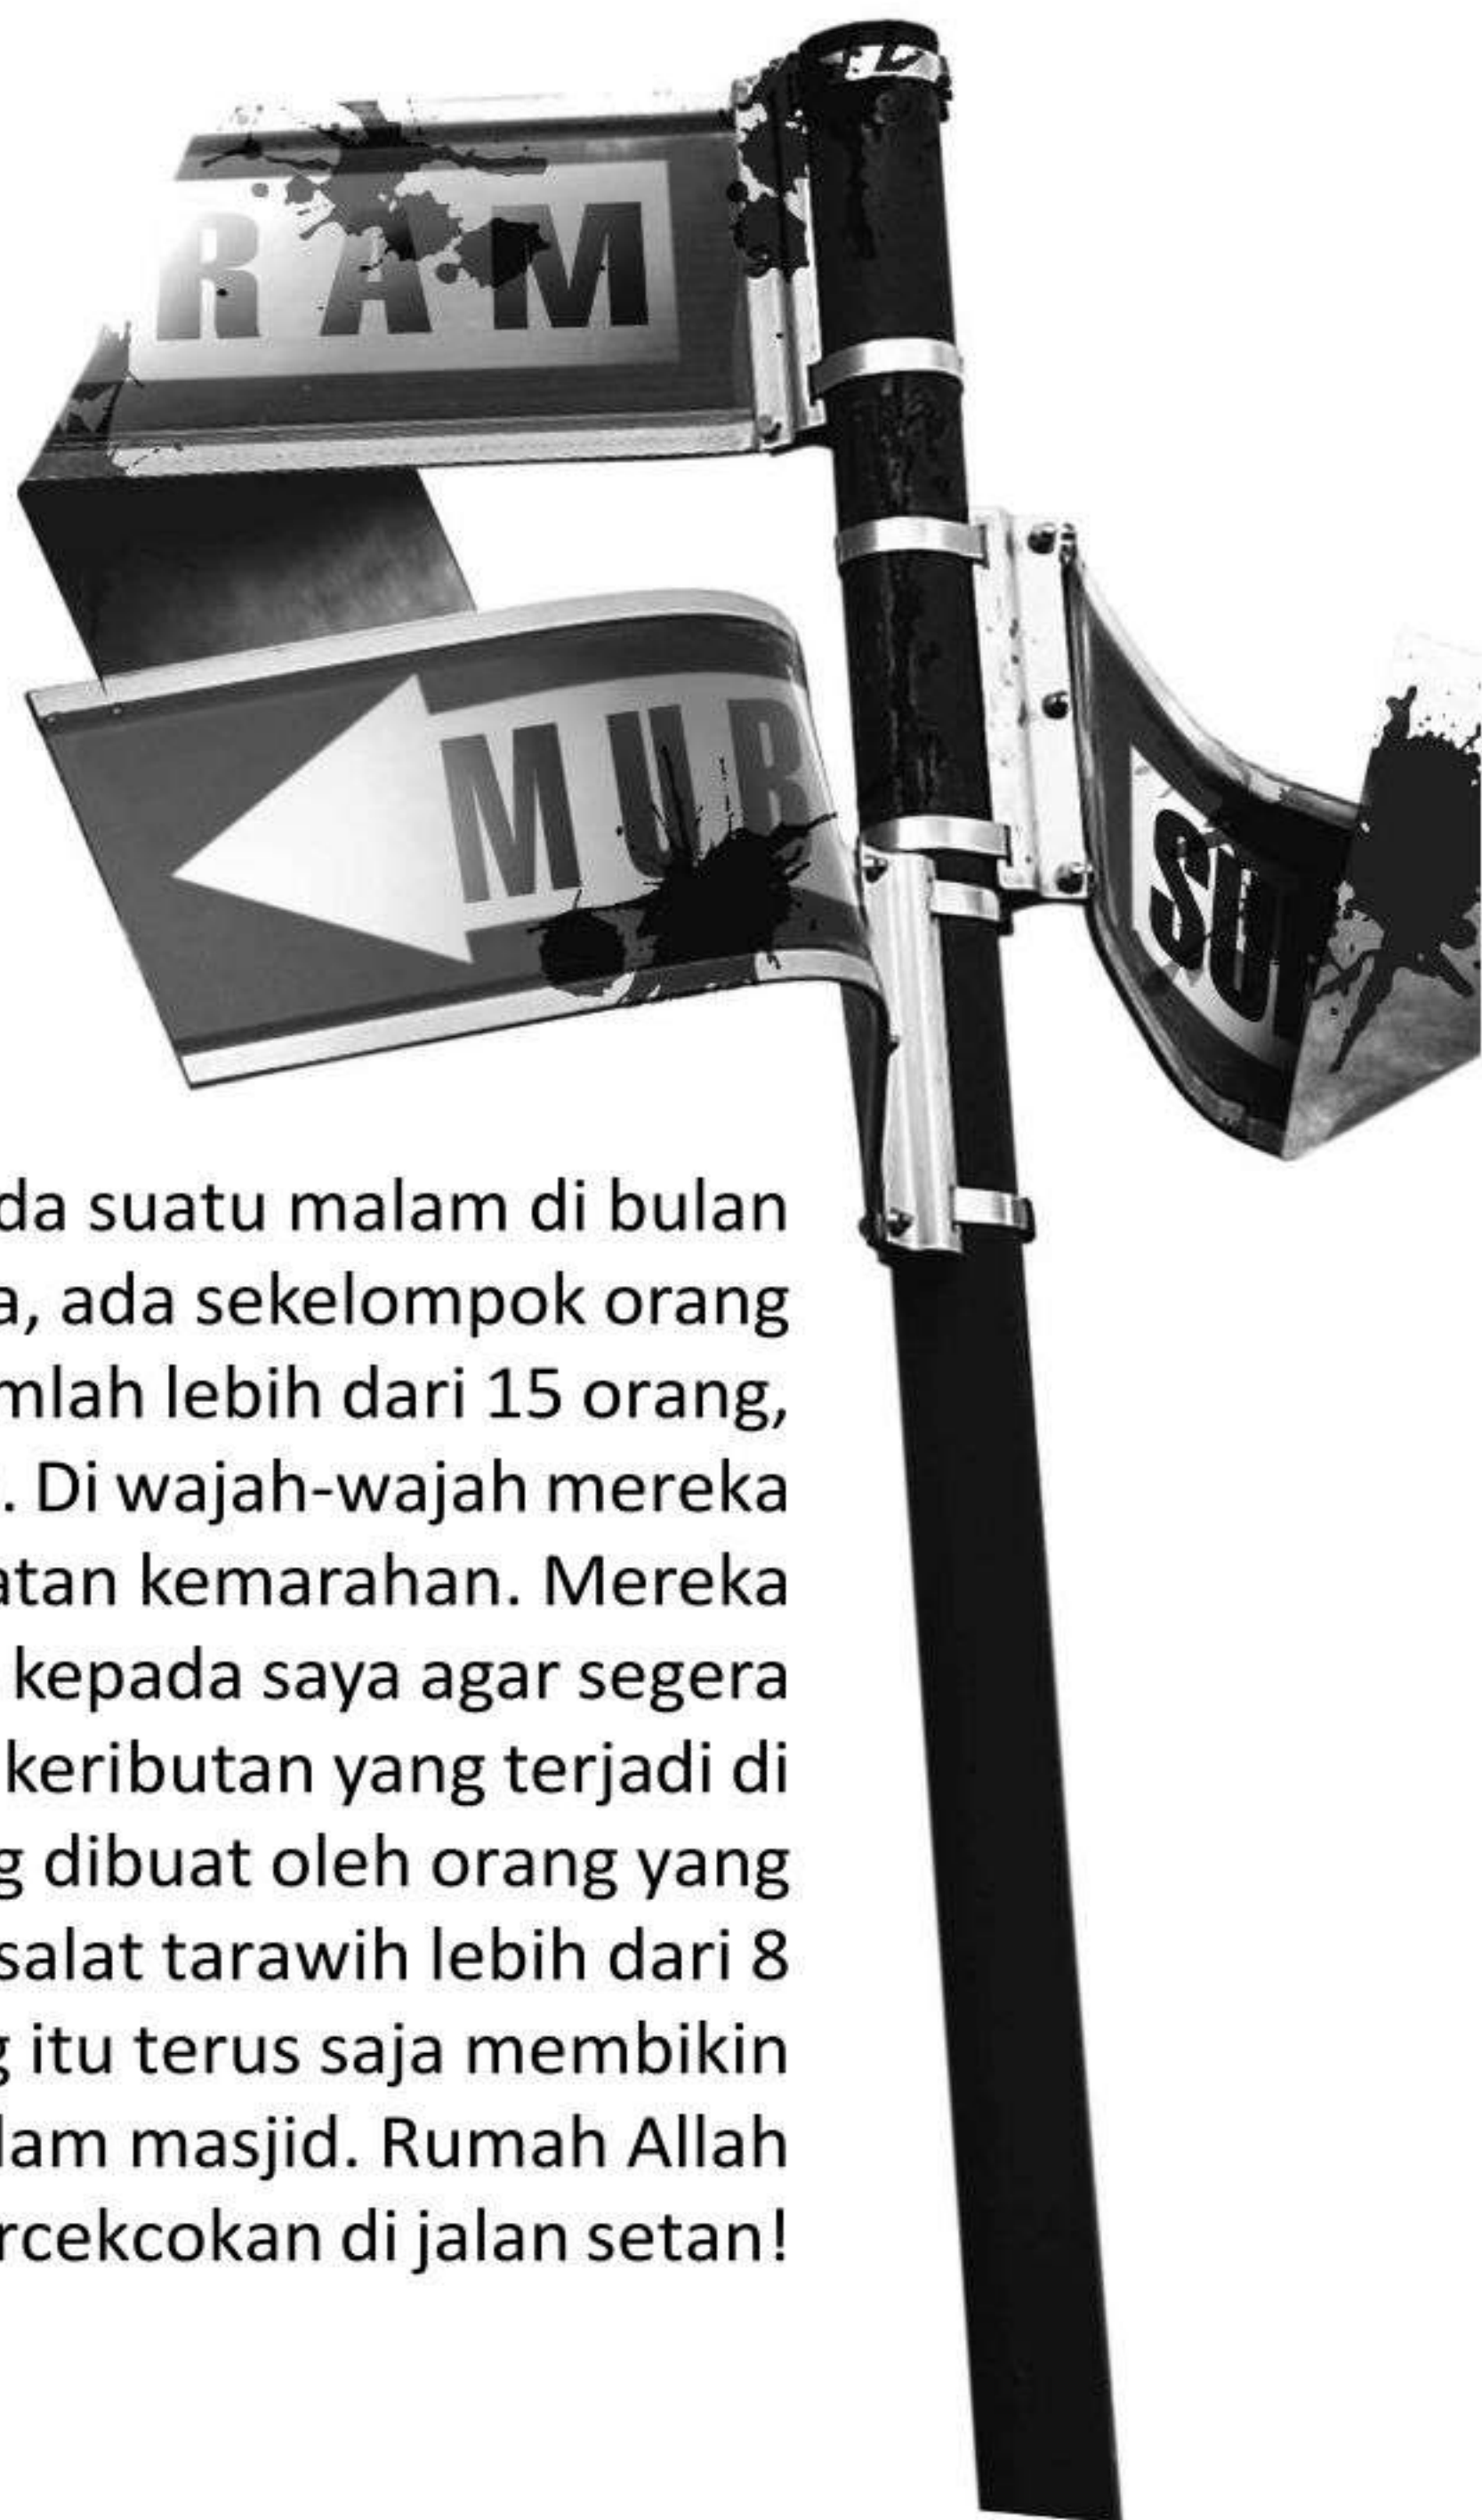 RAM
MUR
SU
da suatu malam di bulan
a, ada sekelompok orang
mlah lebih dari 15 orang,
. Di wajah-wajah mereka
atan kemarahan. Mereka
kepada saya agar segera
keributan yang terjadi di
g dibuat oleh orang yang
salat tarawih lebih dari 8
g itu terus saja membikin
lam masjid. Rumah Allah
rcekcokan di jalan setan!